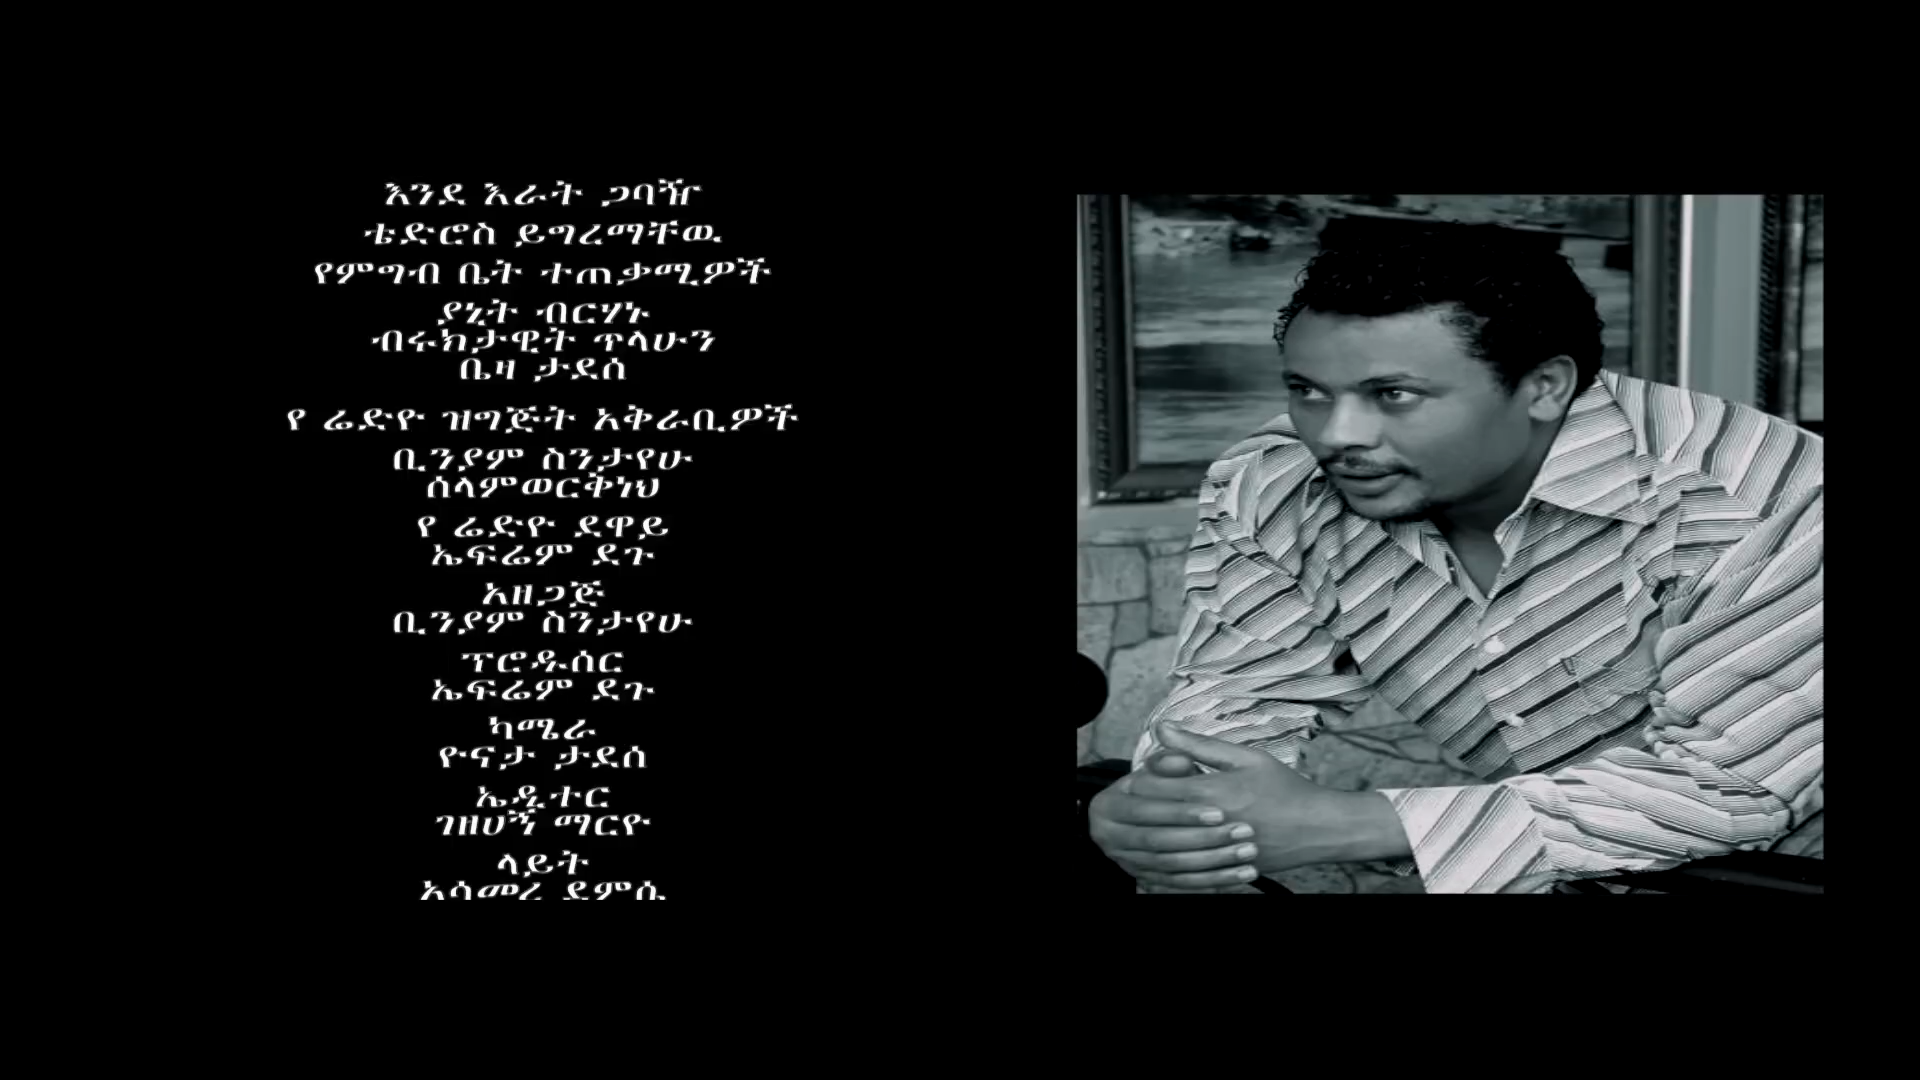 እንደ እራት ጋባዥ
ቴድሮስ ይግረማቸዉ
የምግብ ቤት ተጠቃሚዎች
ያኒት ብርሃኑ
ብሩክታዊት ጥላሁን
ቤዛ ታደሰ
የ ሬድዮ ዝግጅት አቅራቢዎች
ቢንያም ስንታየሁ
ሰላምወርቅነህ
የ ሬድዮ ደዋይ
ኤፍሬም ደጉ
አዘጋጅ
ቢንያም ስንታየሁ
ፕሮዱሰር
ኤፍሬም ደጉ
ካሜራ
ዮናታ ታደሰ
ኤዲተር
ገዘሀኝ ማርዮ
ላይት